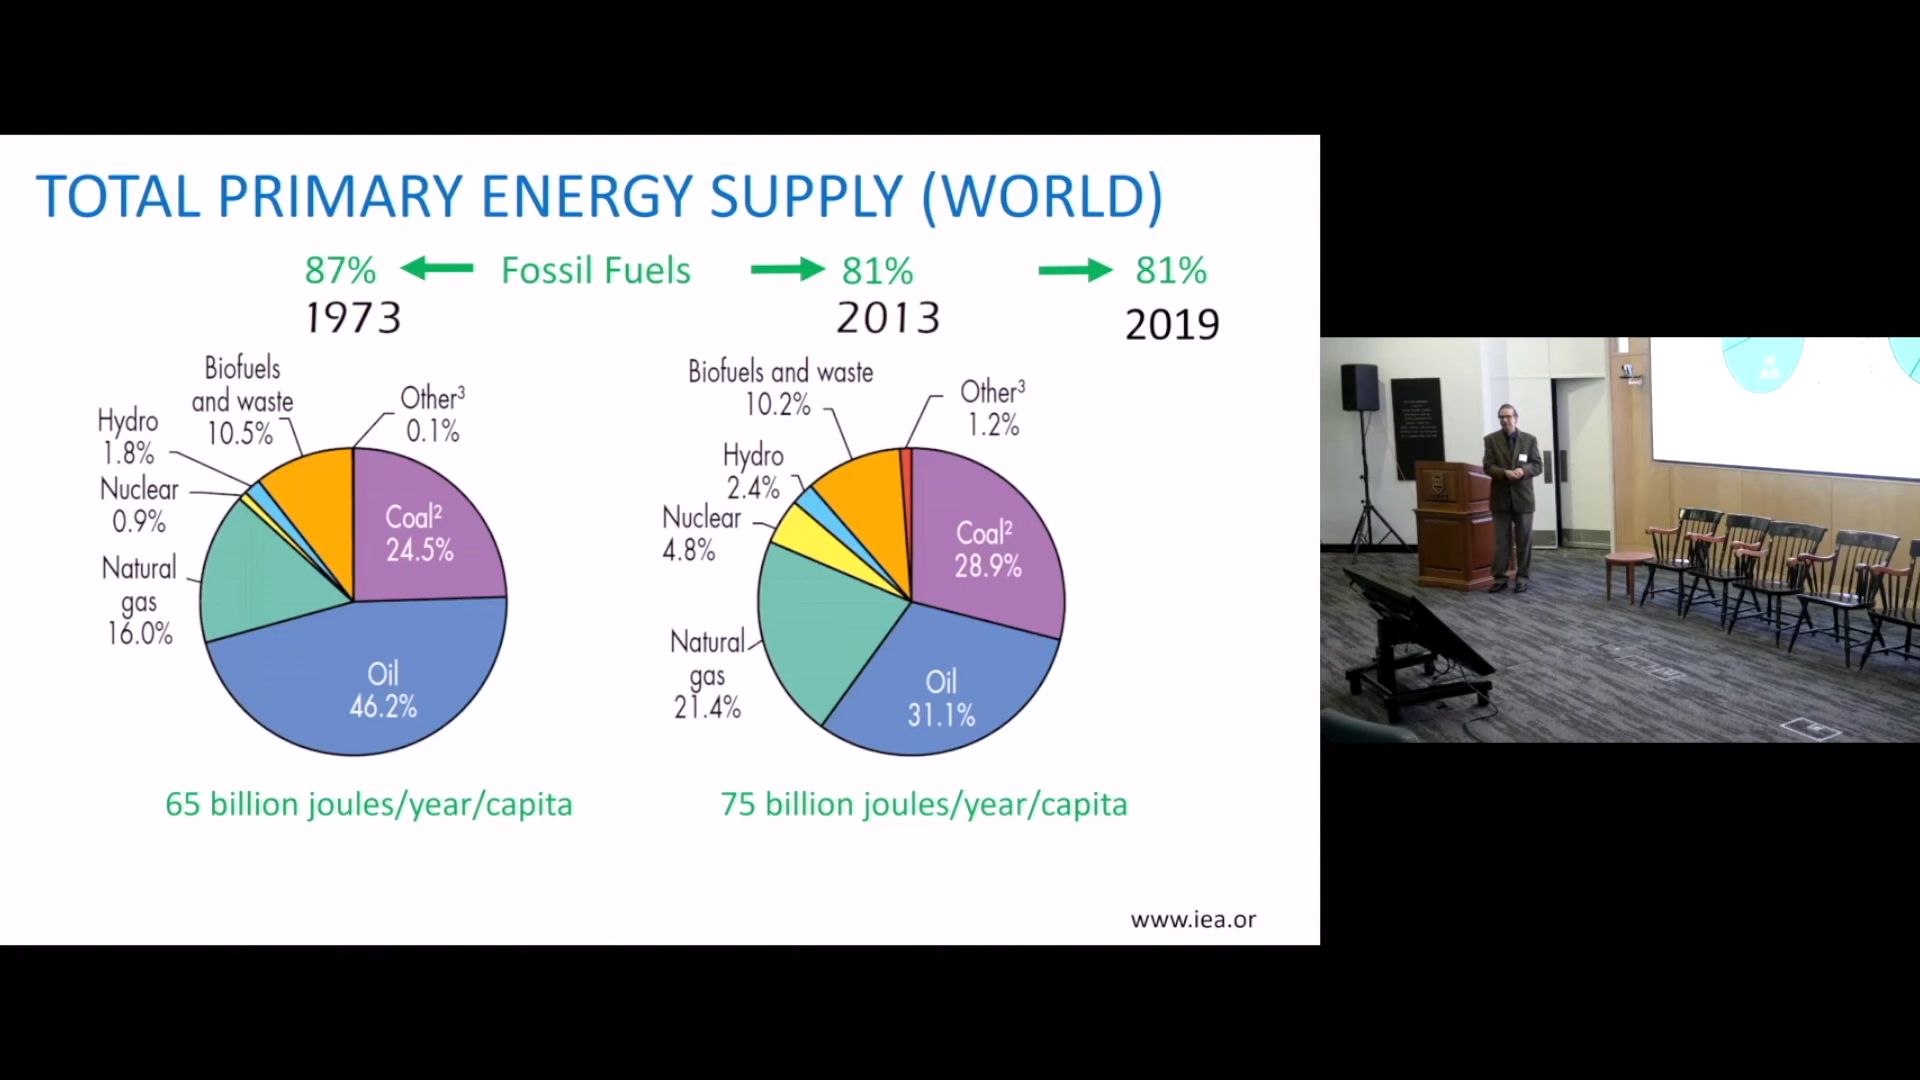 TOTAL PRIMARY ENERGY SUPPLY (WORLD)
87% Fossil Fuels 81% 81%
1973 2013 2019
Biofuels
and waste
10.5%
Other³
0.1%
Hydro
1.8%
Nuclear
0.9%
Natural
gas
16.0%
Coal²
24.5%
Oil
46.2%
65 billion joules/year/capita
Biofuels and waste
10.2%
Other³
1.2%
Hydro
2.4%
Nuclear
4.8%
Natural
gas
21.4%
Coal²
28.9%
Oil
31.1%
75 billion joules/year/capita
www.iea.or